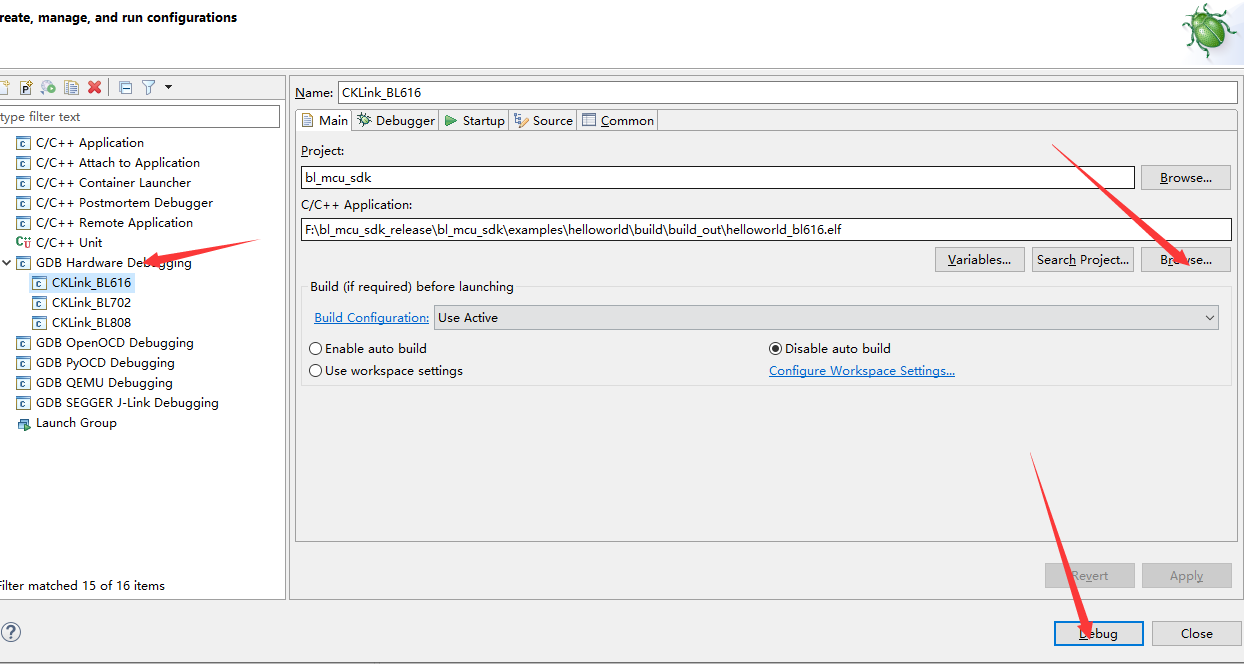 reate, manage, and run configurations
type filter text
C/C++ Application
C/C++ Attach to Application
C/C++ Container Launcher
C/C++ Postmortem Debugger
C/C++ Remote Application
C/C++ Unit
GDB Hardware Debugging
CKLink_BL616
CKLink_BL702
CKLink_BL808
GDB OpenOCD Debugging
GDB PyOCD Debugging
GDB QEMU Debugging
GDB SEGGER J-Link Debugging
Launch Group
Filter matched 15 of 16 items
Name: CKLink_BL616
Main Debugger Startup Source Common
Project:
bl_mcu_sdk Browse...
C/C++ Application:
F:\bl_mcu_sdk_release\bl_mcu_sdk\examples\helloworld\build\build_out\helloworld_bl616.elf
Variables... Search Project... Browse...
Build (if required) before launching
Build Configuration: Use Active
Enable auto build Disable auto build
Use workspace settings Configure Workspace Settings...
Revert Apply
Debug Close